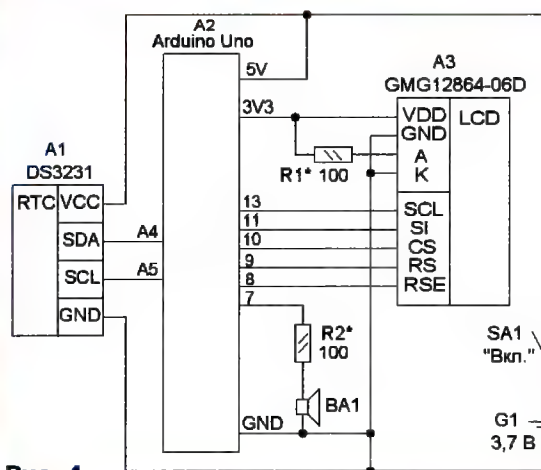 A2
Arduino Uno
5V
3V3
A3
GMG12864-06D
VDD
GND
A
K
LCD
R1* 100
A1
DS3231
RTC
VCC
SDA
SCL
GND
A4
A5
13
11
10
9
8
7
SCL
SI
CS
RS
RSE
R2*
100
BA1
GND
SA1
"Вкл."
G1
3,7 В